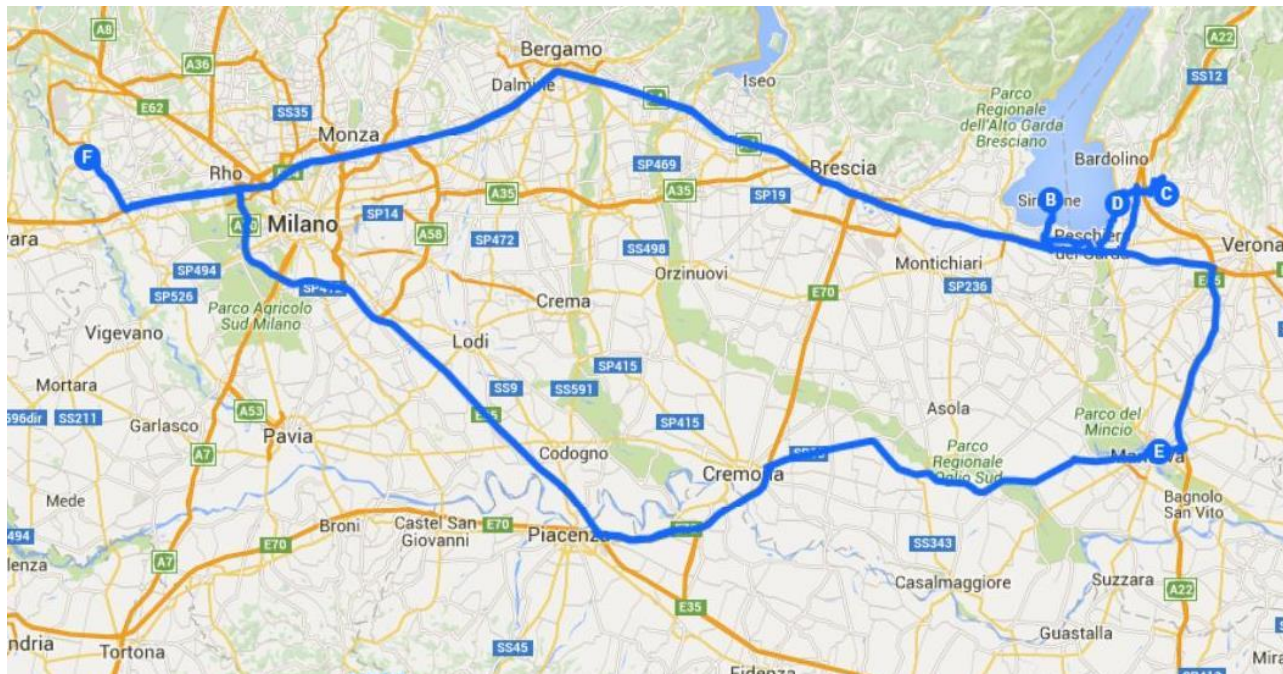 A8
A36
Bergamo
A22
SS12
Dalmine
Iseo
E62
SS35
Parco
Regionale
dell'Alto Garda
Bresciano
Monza
F
Bardolino
Rho
SP469
Brescia
A35
A35
SP19
B
C
D
SP14
Milano
A58
SP472
SS498
Verona
SP494
SP526
Orzinuovi
Montichiari
E70
SP236
Parco Agricolo
Sud Milano
Crema
Vigevano
Lodi
SP415
Mortara
SS9
SS591
596dir
SS211
A53
Garlasco
Pavia
SP415
Asola
Parco del
Mincio
A7
Codogno
Cremona
Parco
Regionale
Oglio Sud
E
Mede
Bagnolo
San Vito
Broni
Castel San
Giovanni
E70
Piacenza
494
E70
SS343
A7
Casalmaggiore
Suzzara
E35
A22
Guastalla
SS45
Tortona
Fidenza